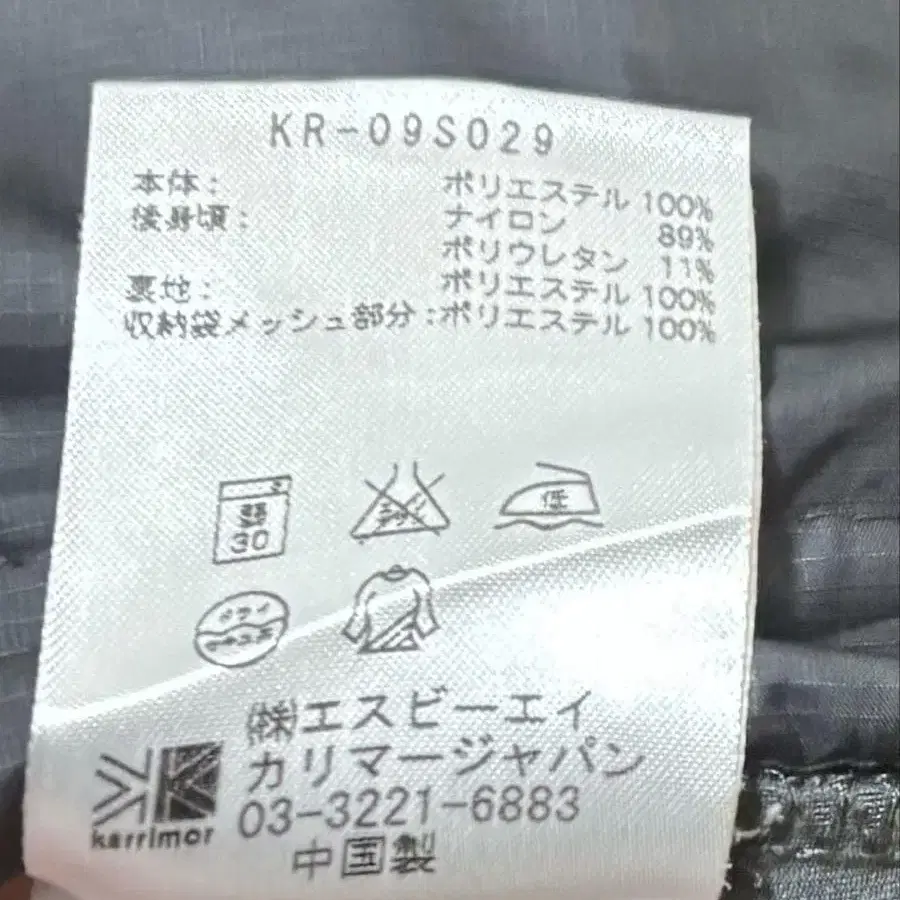 KR-09S029
本体: ポリエステル 100%
後身頃: ナイロン 89%
ポリウレタン 11%
裏地: ポリエステル 100%
収納袋メッシュ部分:ポリエステル 100%
30
低
ドライ
㈱エスビーエイ
カリマージャパン
karrimor
03-3221-6883
中国製